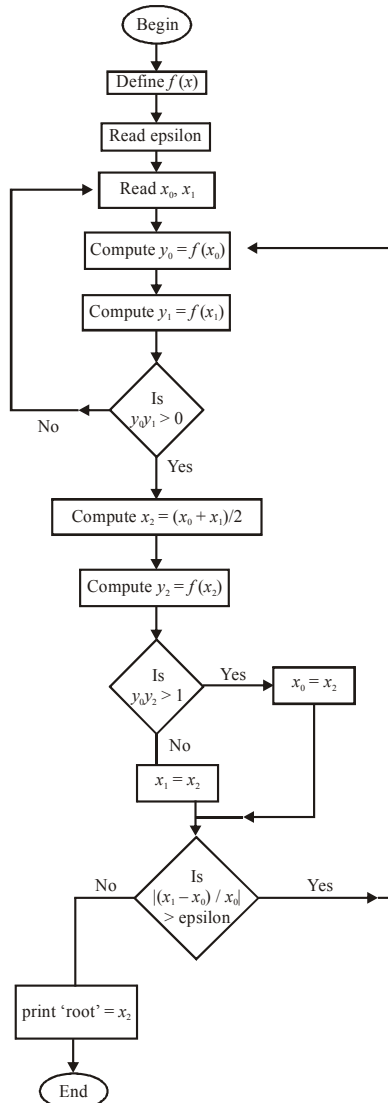 Begin
Define f (x)
Read epsilon
Read x₀, x₁
Compute y₀ = f (x₀)
Compute y₁ = f (x₁)
Is
y₀y₁ > 0
No
Yes
Compute x₂ = (x₀ + x₁)/2
Compute y₂ = f (x₂)
Is
y₀y₂ > 1
Yes
x₀ = x₂
No
x₁ = x₂
Is
|(x₁ – x₀) / x₀|
> epsilon
No
Yes
print ‘root’ = x₂
End